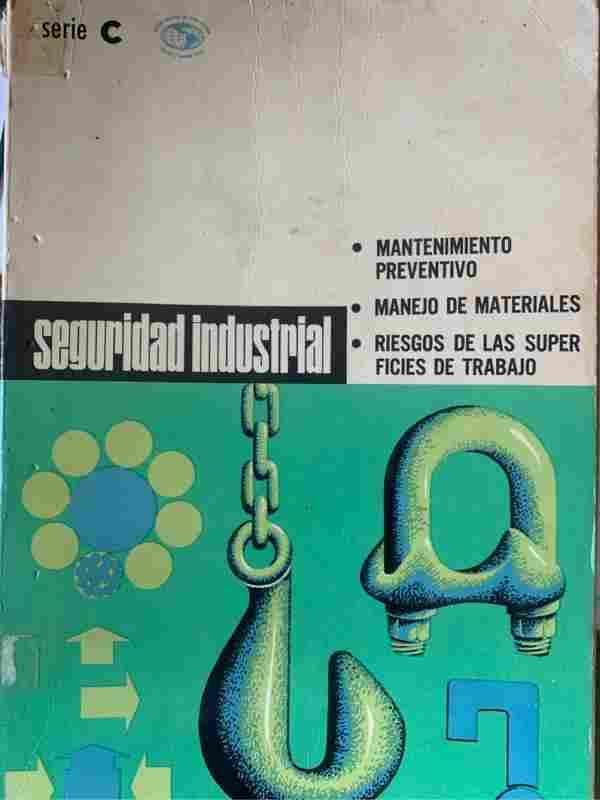 serie C
• MANTENIMIENTO
PREVENTIVO
• MANEJO DE MATERIALES
• RIESGOS DE LAS SUPER
FICIES DE TRABAJO
seguridad industrial